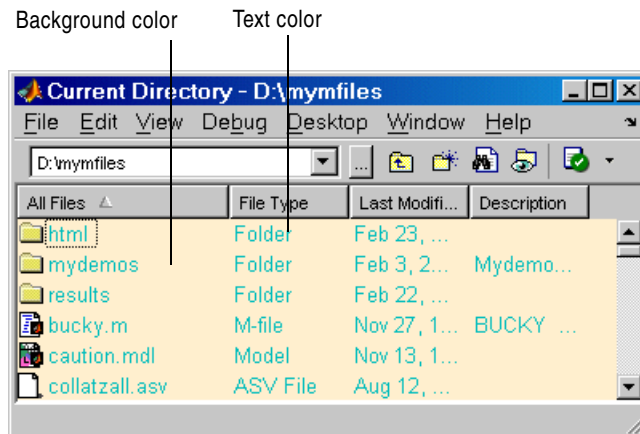 Background color Text color
Current Directory - D:\mymfiles
File Edit View Debug Desktop Window Help
D:\mymfiles ...
All Files File Type Last Modifi... Description
html Folder Feb 23, ...
mydemos Folder Feb 3, 2... Mydemo...
results Folder Feb 22, ...
bucky.m M-file Nov 27, 1... BUCKY ...
caution.mdl Model Nov 13, 1...
collatzall.asv ASV File Aug 12, ...